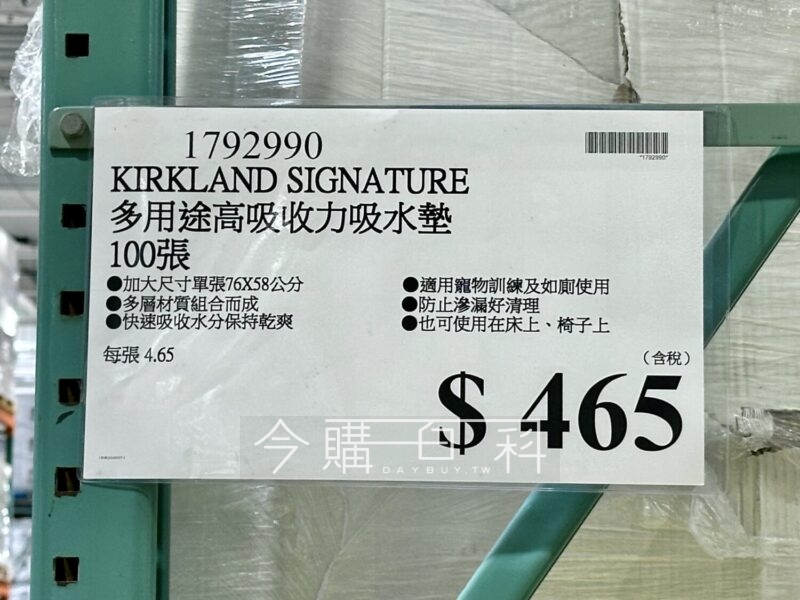 1792990
"1792990"
KIRKLAND SIGNATURE
多用途高吸收力吸水墊
100張
●加大尺寸單張76X58公分
●多層材質組合而成
●快速吸收水分保持乾爽
●適用寵物訓練及如廁使用
●防止滲漏好清理
●也可使用在床上、椅子上
每張 4.65
(含稅)
$ 465
今購百科
DAYBUY.TW